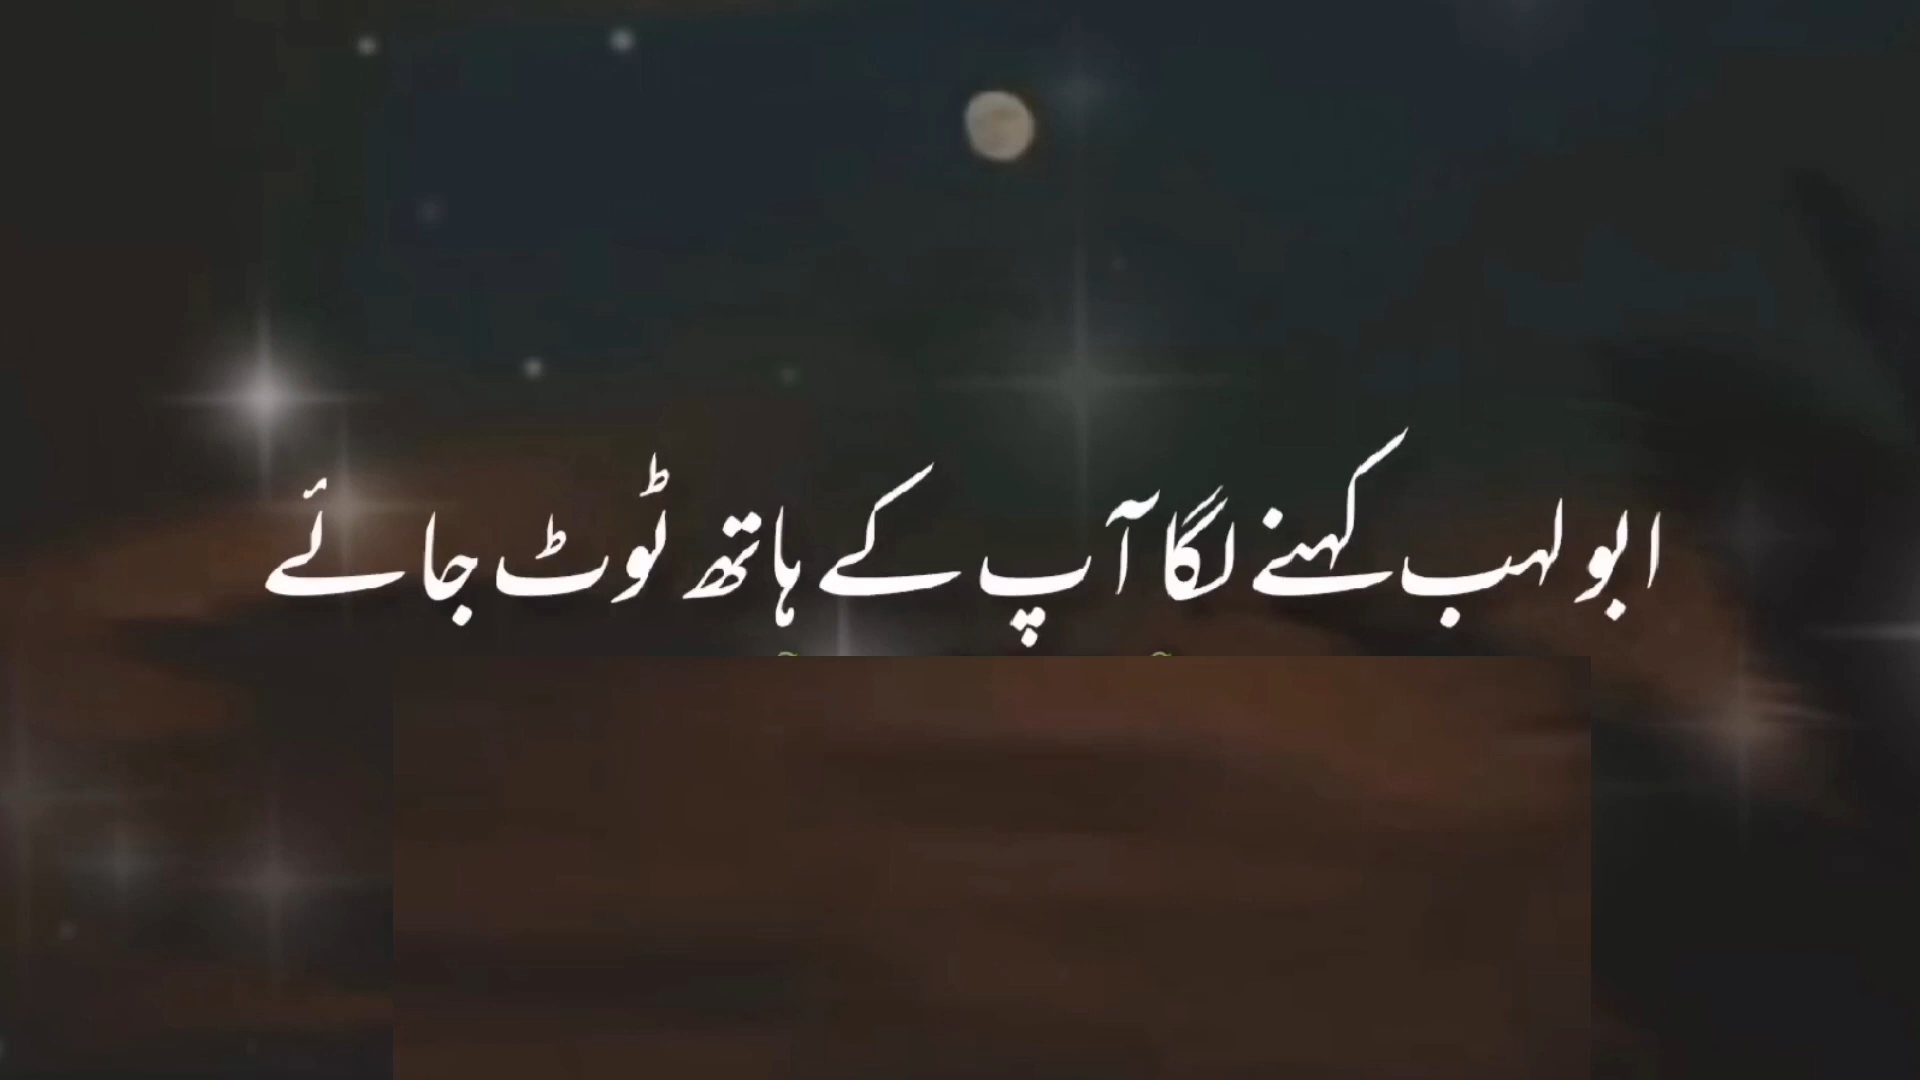 ابو لہب کہنے لگا آپ کے ہاتھ ٹوٹ جائے